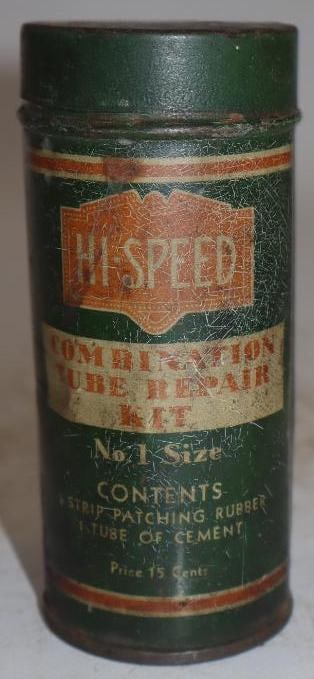 HI-SPEED
COMBINATION
TUBE REPAIR
KIT
No. 1 Size
CONTENTS
1 STRIP PATCHING RUBBER
1 TUBE OF CEMENT
Price 15 Cents